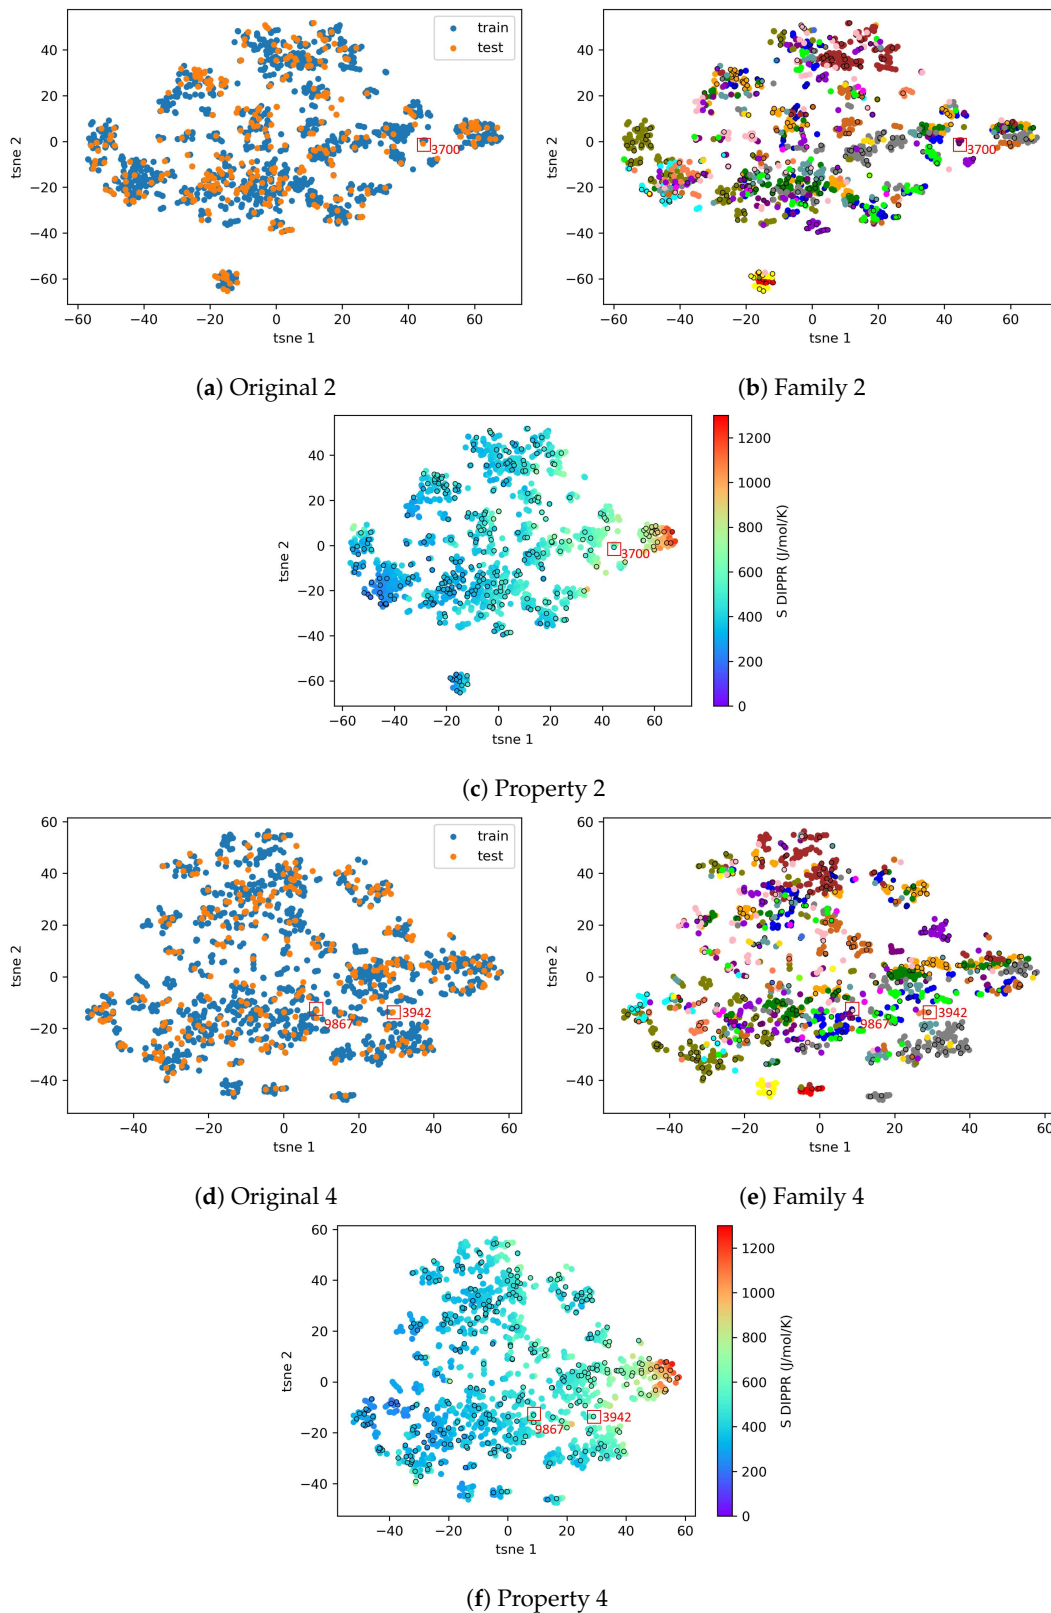 train
test
3700
tsne 2
40
20
0
−20
−40
−60
−60 −40 −20 0 20 40 60
tsne 1
(a) Original 2
3700
tsne 2
40
20
0
−20
−40
−60
−60 −40 −20 0 20 40 60
tsne 1
(b) Family 2
3700
tsne 2
40
20
0
−20
−40
−60
−60 −40 −20 0 20 40 60
tsne 1
1200
1000
800
600
400
200
0
S DIPPR (J/mol/K)
(c) Property 2
train
test
9867
3942
tsne 2
60
40
20
0
−20
−40
−40 −20 0 20 40 60
tsne 1
(d) Original 4
9867
3942
tsne 2
60
40
20
0
−20
−40
−40 −20 0 20 40 60
tsne 1
(e) Family 4
9867
3942
tsne 2
60
40
20
0
−20
−40
−40 −20 0 20 40 60
tsne 1
1200
1000
800
600
400
200
0
S DIPPR (J/mol/K)
(f) Property 4